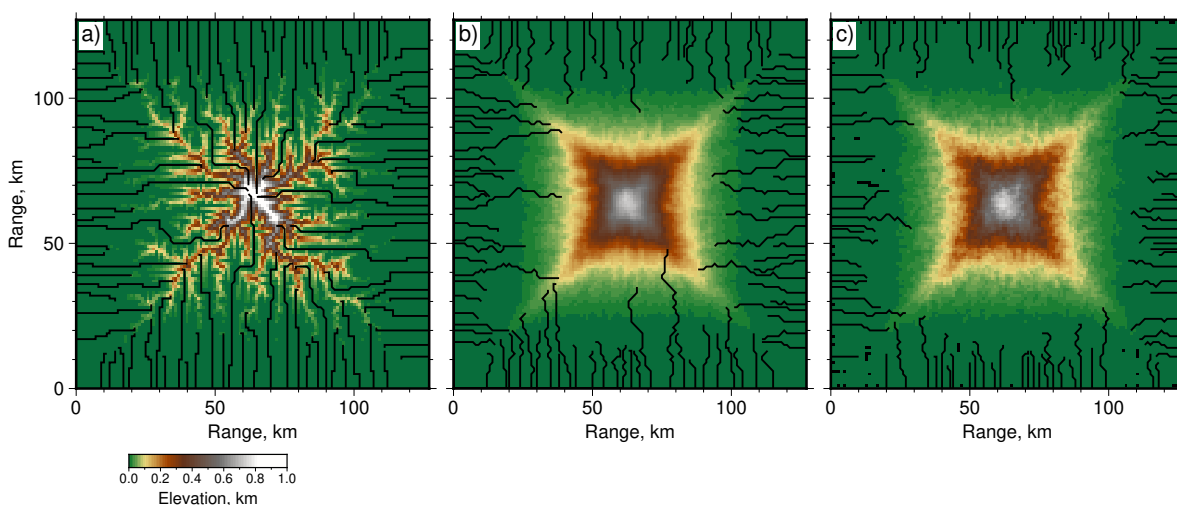 a) b) c)
100
50
0
Range, km
0 50 100 0 50 100 0 50 100
Range, km Range, km Range, km
0.0 0.2 0.4 0.6 0.8 1.0
Elevation, km